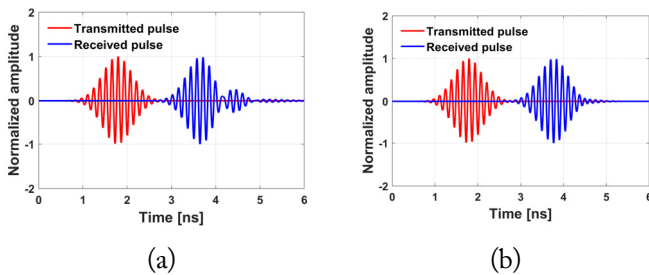 Transmitted pulse
Received pulse
Normalized amplitude
2
1
0
-1
-2
0 1 2 3 4 5 6
Time [ns]
(a)
Transmitted pulse
Received pulse
Normalized amplitude
2
1
0
-1
-2
0 1 2 3 4 5 6
Time [ns]
(b)